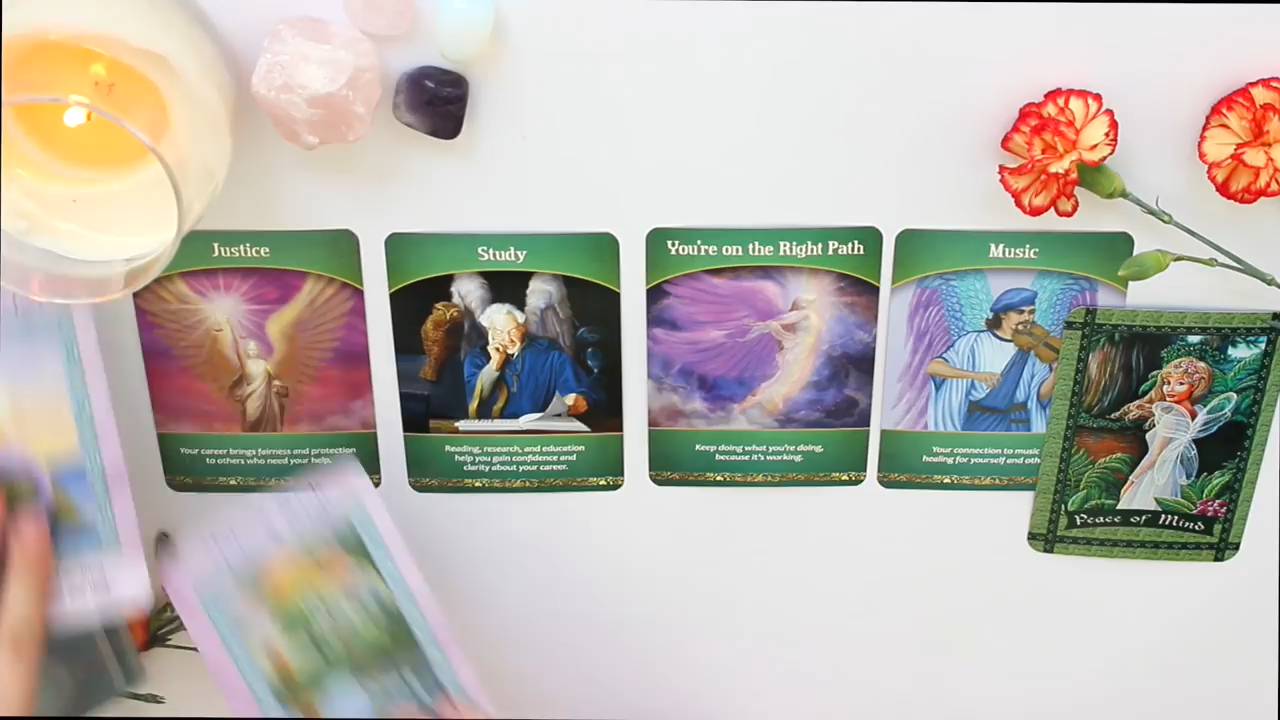 Justice
Your career brings fairness and protection
to others who need your help.
Study
Reading, research, and education
help you gain confidence and
clarity about your career.
You're on the Right Path
Keep doing what you're doing,
because it's working.
Music
Your connection to music
healing for yourself and
Peace of Mind